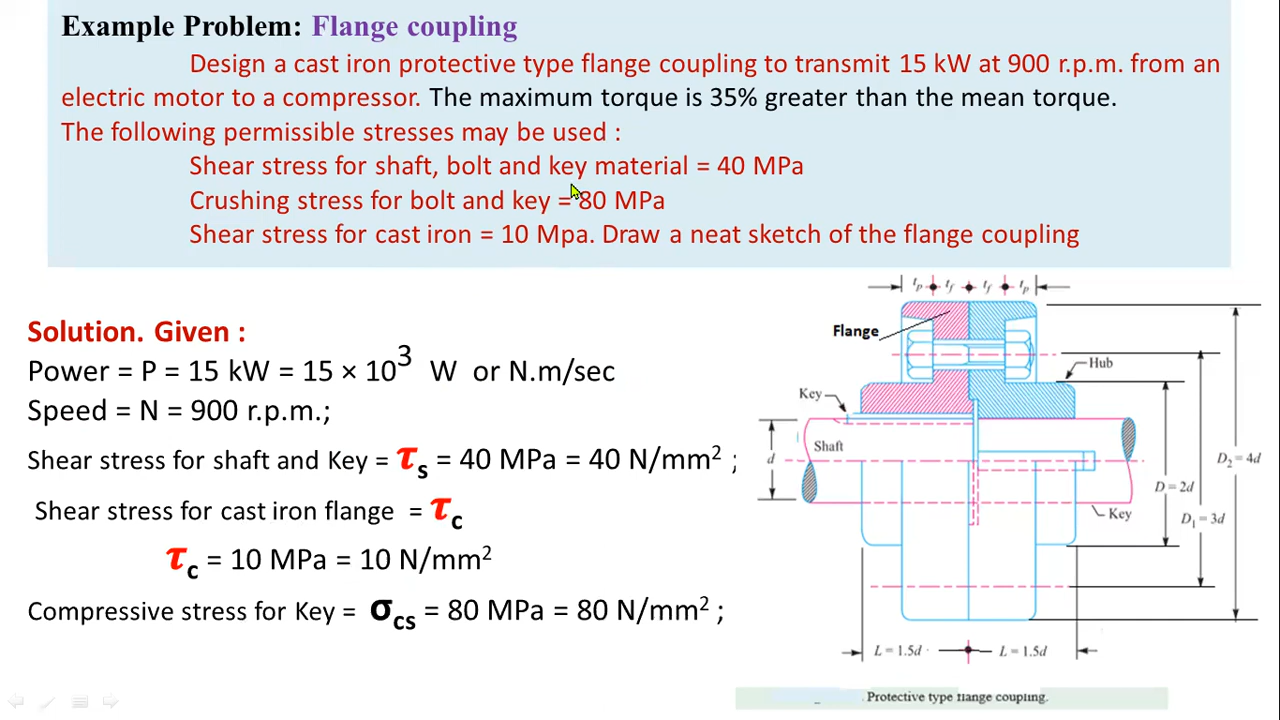 Example Problem: Flange coupling
Design a cast iron protective type flange coupling to transmit 15 kW at 900 r.p.m. from an
electric motor to a compressor. The maximum torque is 35% greater than the mean torque.
The following permissible stresses may be used :
Shear stress for shaft, bolt and key material = 40 MPa
Crushing stress for bolt and key = 80 MPa
Shear stress for cast iron = 10 Mpa. Draw a neat sketch of the flange coupling
Solution. Given :
Power = P = 15 kW = 15 × 10³ W or N.m/sec
Speed = N = 900 r.p.m.;
Shear stress for shaft and Key = τs = 40 MPa = 40 N/mm² ;
Shear stress for cast iron flange = τc
τc = 10 MPa = 10 N/mm²
Compressive stress for Key = σcs = 80 MPa = 80 N/mm² ;
tp tf tf tp
Flange
Hub
Key
Shaft
d
D₂ = 4d
D = 2d
Key
D₁ = 3d
L = 1.5d
L = 1.5d
Protective type flange coupling.